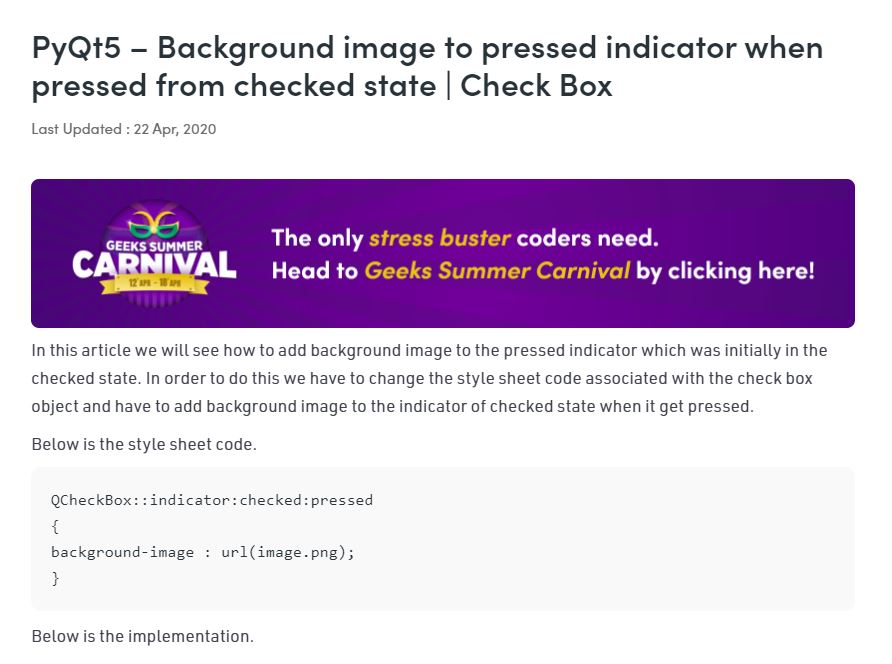 PyQt5 – Background image to pressed indicator when
pressed from checked state | Check Box
Last Updated : 22 Apr, 2020
GEEKS SUMMER
CARNIVAL
12 APR - 18 APR
The only stress buster coders need.
Head to Geeks Summer Carnival by clicking here!
In this article we will see how to add background image to the pressed indicator which was initially in the
checked state. In order to do this we have to change the style sheet code associated with the check box
object and have to add background image to the indicator of checked state when it get pressed.
Below is the style sheet code.
QCheckBox::indicator:checked:pressed
{
background-image : url(image.png);
}
Below is the implementation.